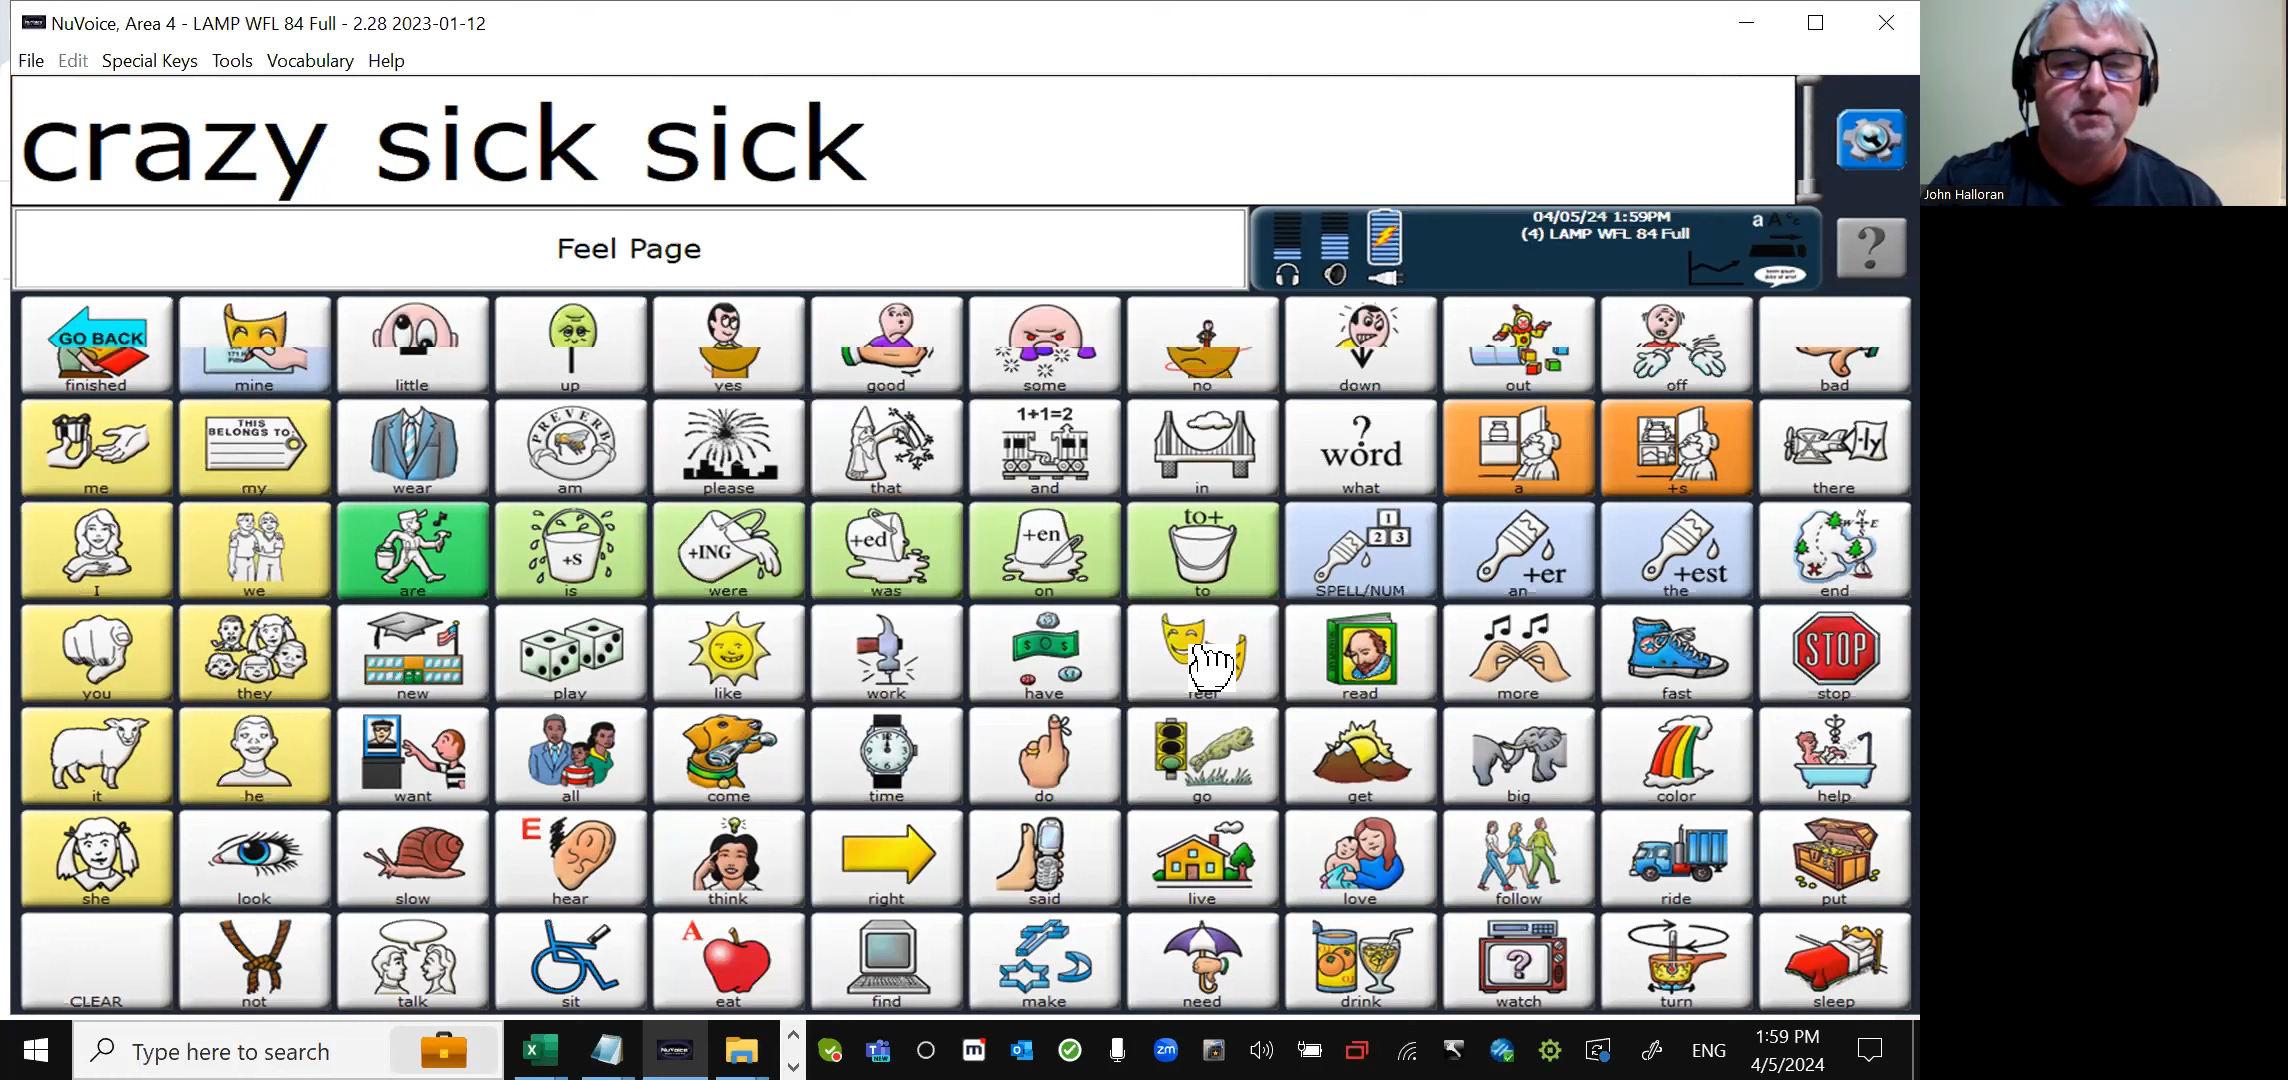 NuVoice, Area 4 - LAMP WFL 84 Full - 2.28 2023-01-12
File Edit Special Keys Tools Vocabulary Help
crazy sick sick
John Halloran
Feel Page
04/05/24 1:59PM
(4) LAMP WFL 84 Full
a A
?
GO BACK
finished mine little up yes good some no down out off bad
THIS
BELONGS TO:
PREVERB
1+1=2
?
word
-ly
me my wear am please that and in what a +s there
+S
+ING
+ed
+en
to+
1
2 3
+er
+est
N
W E
S
I we are is were was on to SPELL/NUM an the end
STOP
you they new play like work have feel read more fast stop
it he want all come time do go get big color help
E
she look slow hear think right said live love follow ride put
A
?
CLEAR not talk sit eat find make need drink watch turn sleep
Type here to search
NuVoice
zm
ENG
1:59 PM
4/5/2024